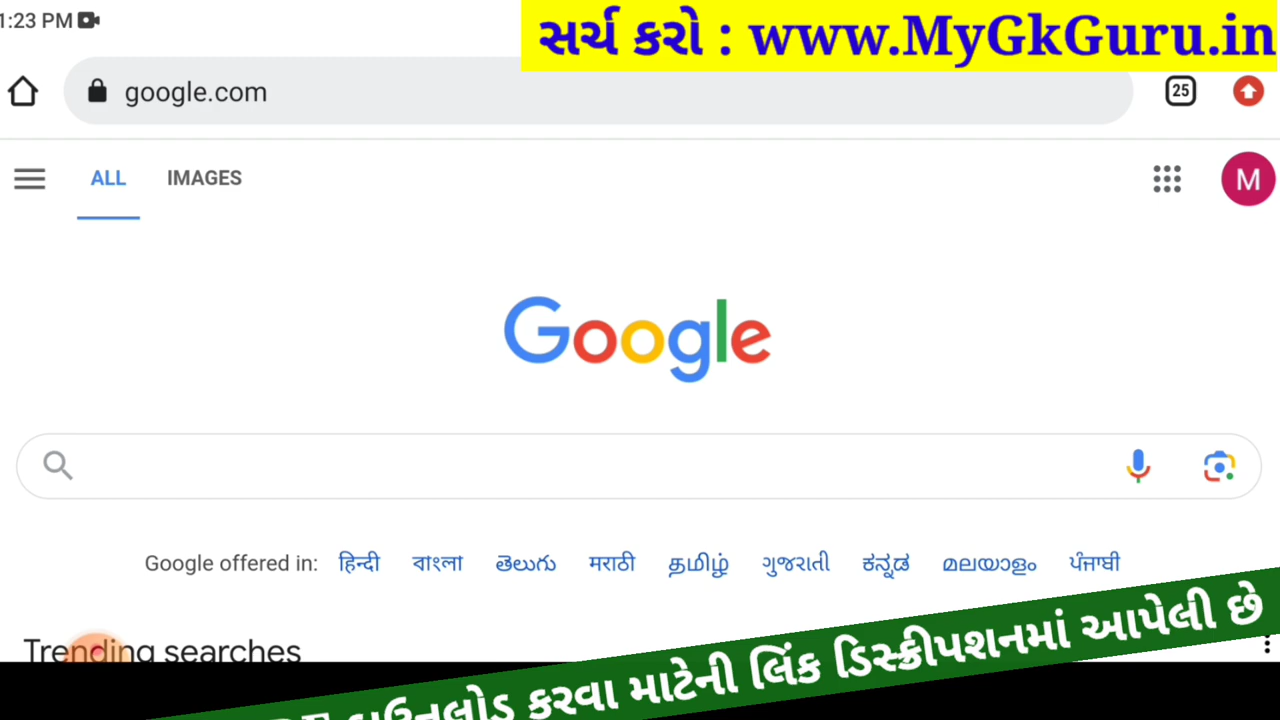 1:23 PM
સર્ચ કરો : www.MyGkGuru.in
google.com
25
ALL IMAGES
M
Google
Google offered in: हिन्दी বাংলা తెలుగు मराठी தமிழ் ગુજરાતી ಕನ್ನಡ മലയാളം ਪੰਜਾਬੀ
Trending searches
ડાઉનલોડ કરવા માટેની લિંક ડિસ્ક્રીપશનમાં આપેલી છે